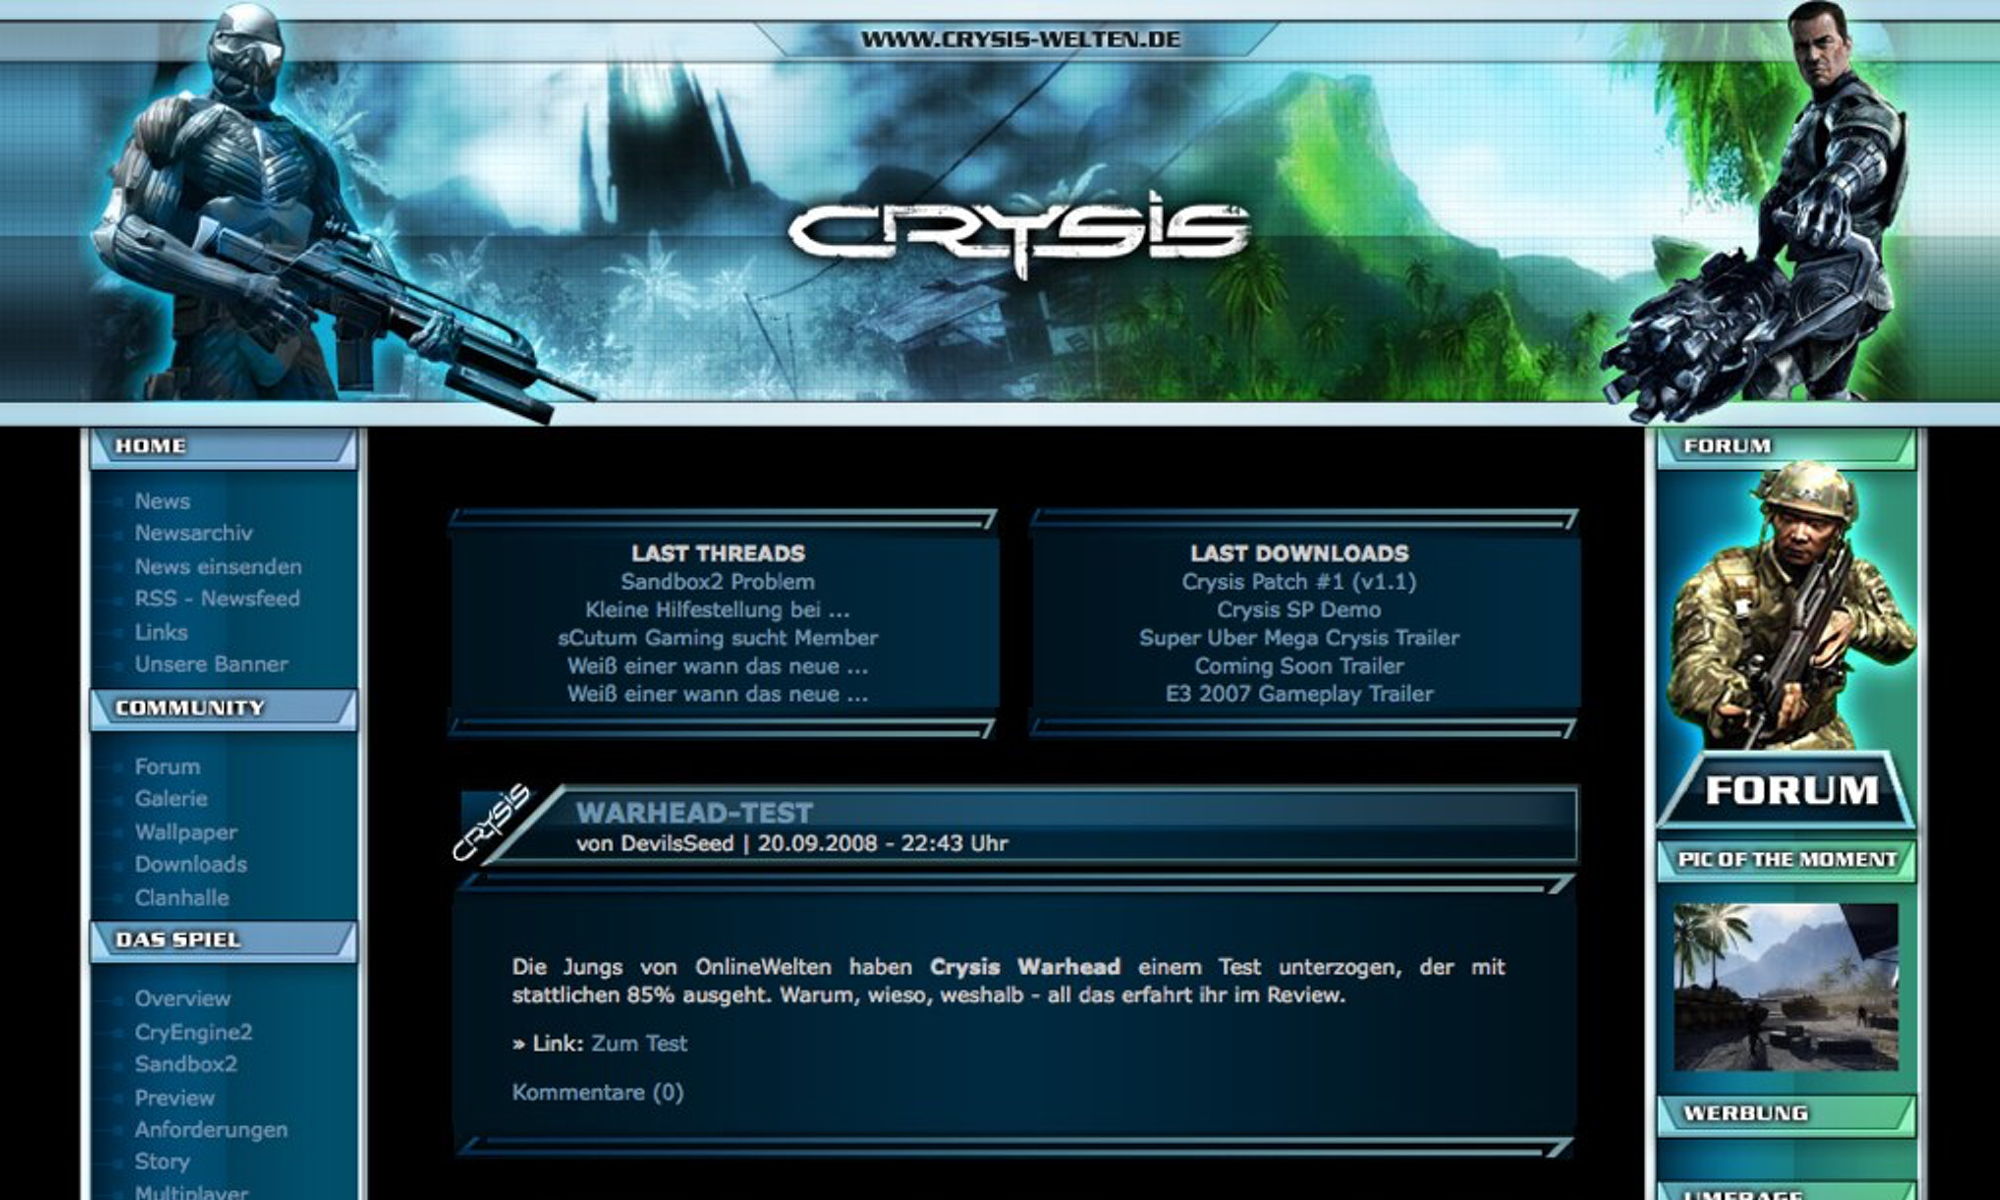 WWW.CRYSIS-WELTEN.DE
CRYSIS
HOME
News
Newsarchiv
News einsenden
RSS - Newsfeed
Links
Unsere Banner
COMMUNITY
Forum
Galerie
Wallpaper
Downloads
Clanhalle
DAS SPIEL
Overview
CryEngine2
Sandbox2
Preview
Anforderungen
Story
Multiplayer
LAST THREADS
Sandbox2 Problem
Kleine Hilfestellung bei ...
sCutum Gaming sucht Member
Weiß einer wann das neue ...
Weiß einer wann das neue ...
LAST DOWNLOADS
Crysis Patch #1 (v1.1)
Crysis SP Demo
Super Uber Mega Crysis Trailer
Coming Soon Trailer
E3 2007 Gameplay Trailer
CRYSIS
WARHEAD-TEST
von DevilsSeed | 20.09.2008 - 22:43 Uhr
Die Jungs von OnlineWelten haben Crysis Warhead einem Test unterzogen, der mit
stattlichen 85% ausgeht. Warum, wieso, weshalb - all das erfahrt ihr im Review.
» Link: Zum Test
Kommentare (0)
FORUM
FORUM
PIC OF THE MOMENT
WERBUNG
UMFRAGE